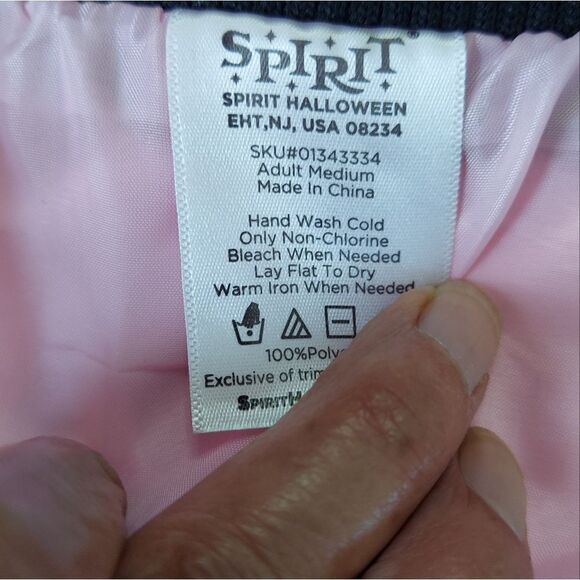 SPIRIT®
SPIRIT HALLOWEEN
EHT,NJ, USA 08234
SKU#01343334
Adult Medium
Made In China
Hand Wash Cold
Only Non-Chlorine
Bleach When Needed
Lay Flat To Dry
Warm Iron When Needed
Exclusive of trim